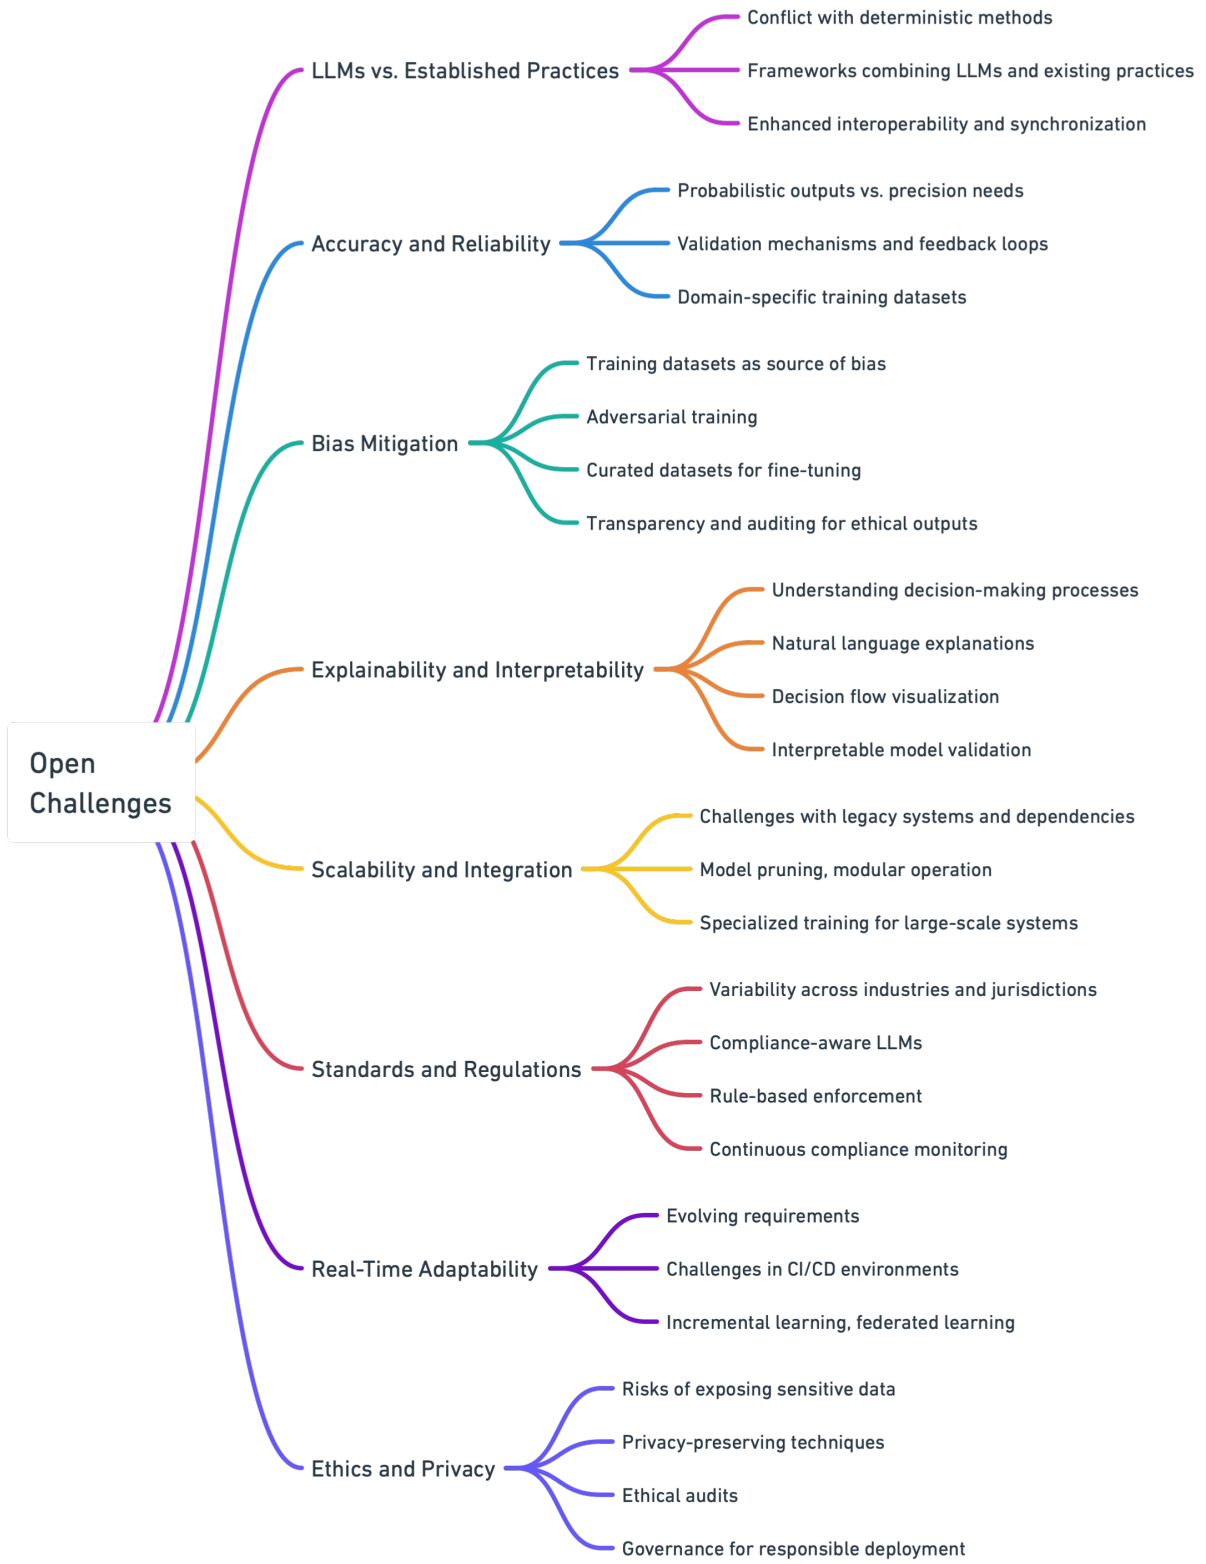 Open
Challenges
LLMs vs. Established Practices
Conflict with deterministic methods
Frameworks combining LLMs and existing practices
Enhanced interoperability and synchronization
Accuracy and Reliability
Probabilistic outputs vs. precision needs
Validation mechanisms and feedback loops
Domain-specific training datasets
Bias Mitigation
Training datasets as source of bias
Adversarial training
Curated datasets for fine-tuning
Transparency and auditing for ethical outputs
Explainability and Interpretability
Understanding decision-making processes
Natural language explanations
Decision flow visualization
Interpretable model validation
Scalability and Integration
Challenges with legacy systems and dependencies
Model pruning, modular operation
Specialized training for large-scale systems
Standards and Regulations
Variability across industries and jurisdictions
Compliance-aware LLMs
Rule-based enforcement
Continuous compliance monitoring
Real-Time Adaptability
Evolving requirements
Challenges in CI/CD environments
Incremental learning, federated learning
Ethics and Privacy
Risks of exposing sensitive data
Privacy-preserving techniques
Ethical audits
Governance for responsible deployment